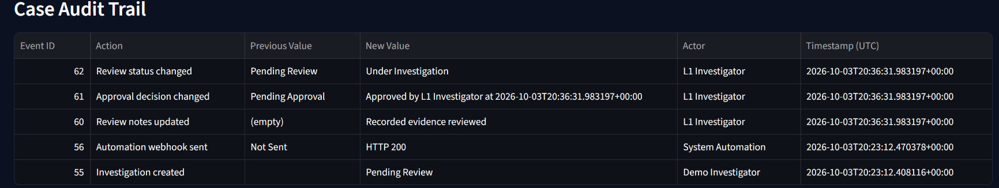 Case Audit Trail
Event ID Action Previous Value New Value Actor Timestamp (UTC)
62 Review status changed Pending Review Under Investigation L1 Investigator 2026-10-03T20:36:31.983197+00:00
61 Approval decision changed Pending Approval Approved by L1 Investigator at 2026-10-03T20:36:31.983197+00:00 L1 Investigator 2026-10-03T20:36:31.983197+00:00
60 Review notes updated (empty) Recorded evidence reviewed L1 Investigator 2026-10-03T20:36:31.983197+00:00
56 Automation webhook sent Not Sent HTTP 200 System Automation 2026-10-03T20:23:12.470378+00:00
55 Investigation created Pending Review Demo Investigator 2026-10-03T20:23:12.408116+00:00